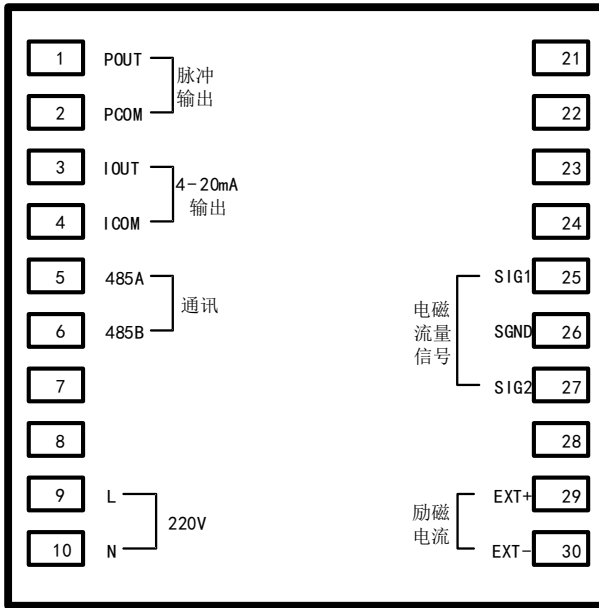 1 POUT
脉冲
输出
2 PCOM
3 IOUT
4-20mA
输出
4 ICOM
5 485A
通讯
6 485B
7
8
9 L
220V
10 N
21
22
23
24
SIG1 25
电磁
流量
信号
SGND 26
SIG2 27
28
EXT+ 29
励磁
电流
EXT- 30